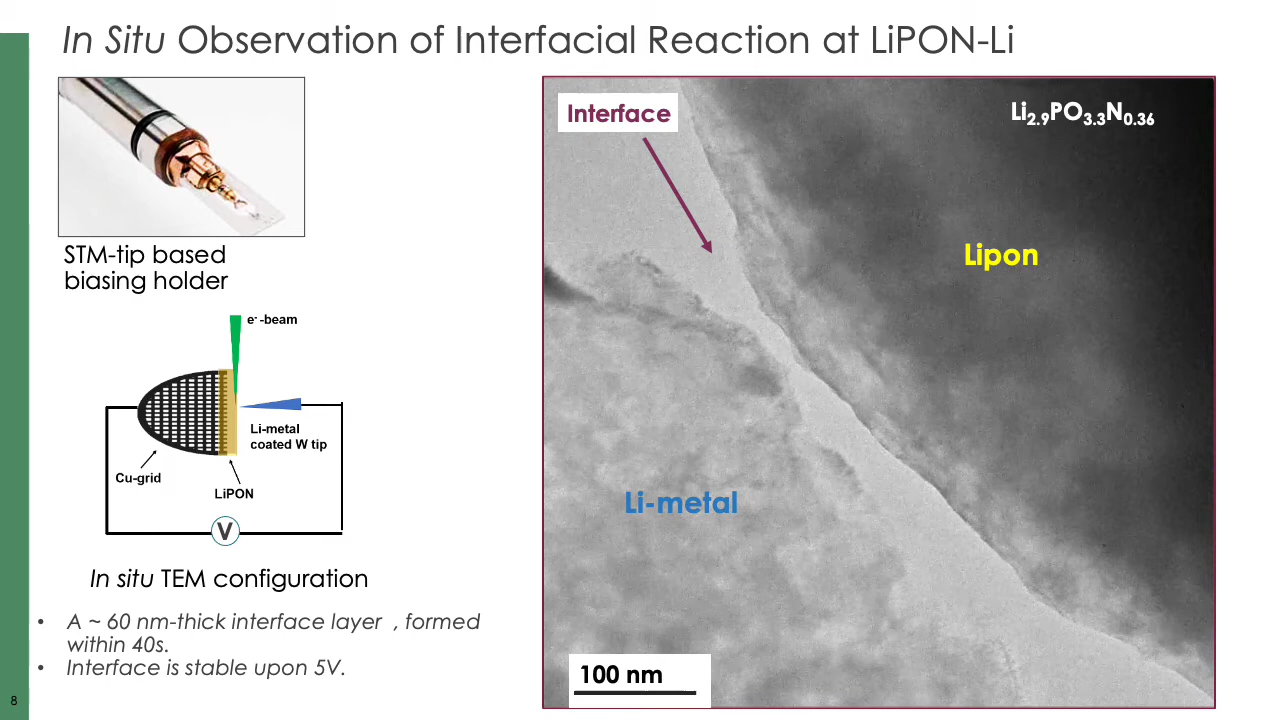 In Situ Observation of Interfacial Reaction at LiPON-Li
STM-tip based
biasing holder
e⁻ -beam
Li-metal
coated W tip
Cu-grid
LiPON
V
In situ TEM configuration
• A ~ 60 nm-thick interface layer , formed
within 40s.
• Interface is stable upon 5V.
8
Interface
Li₂.₉PO₃.₃N₀.₃₆
Lipon
Li-metal
100 nm